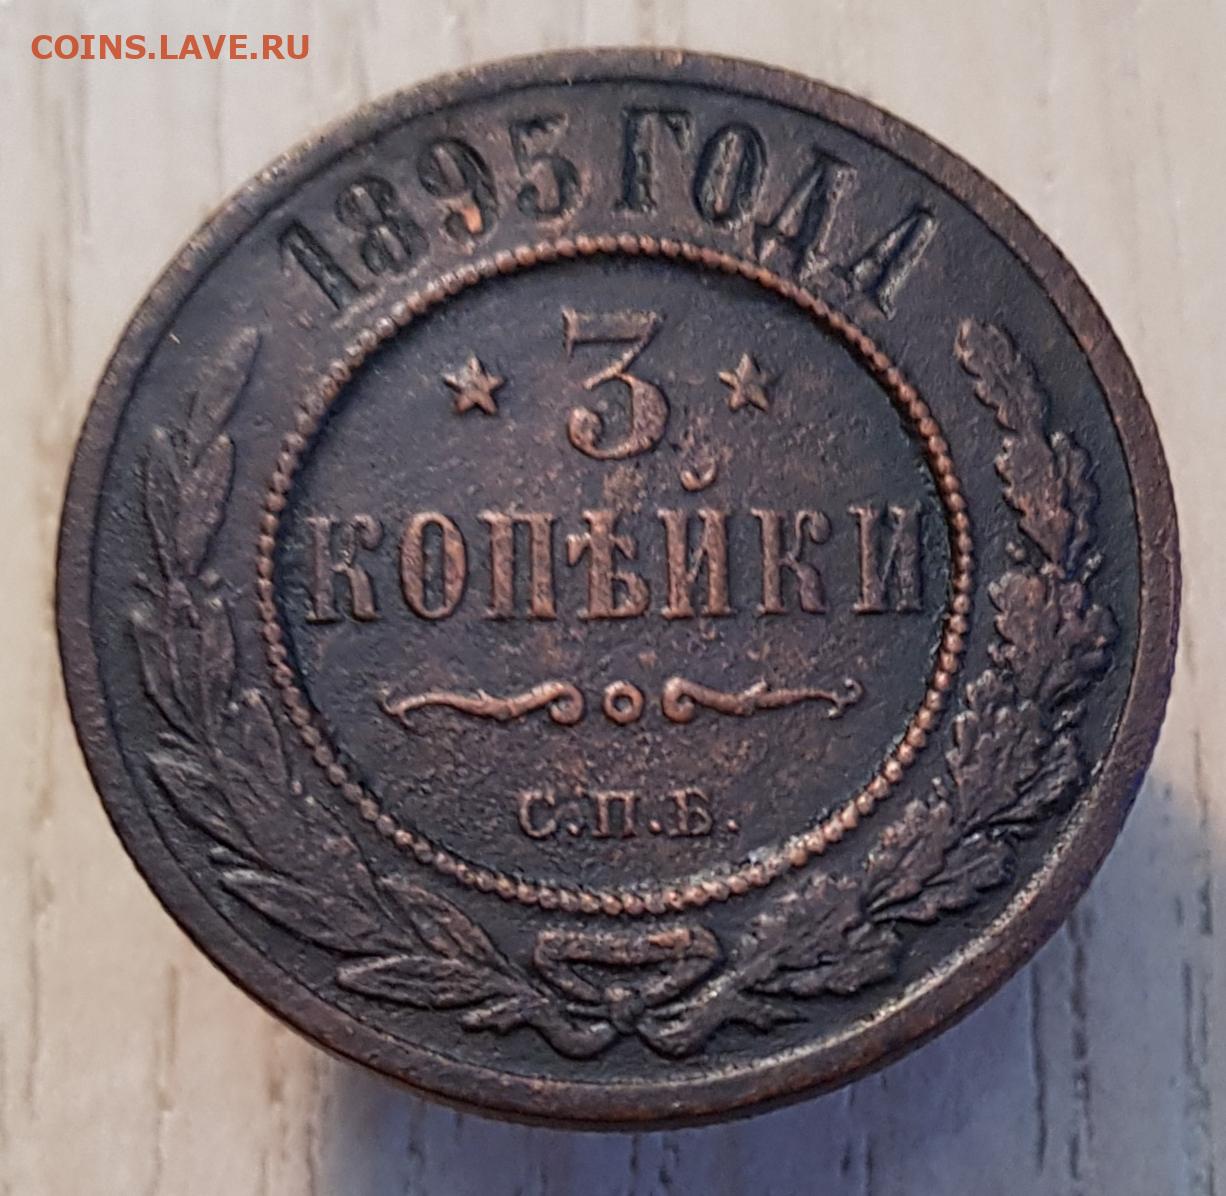 COINS.LAVE.RU
1895 ГОДА
3
КОПѢЙКИ
С.П.Б.